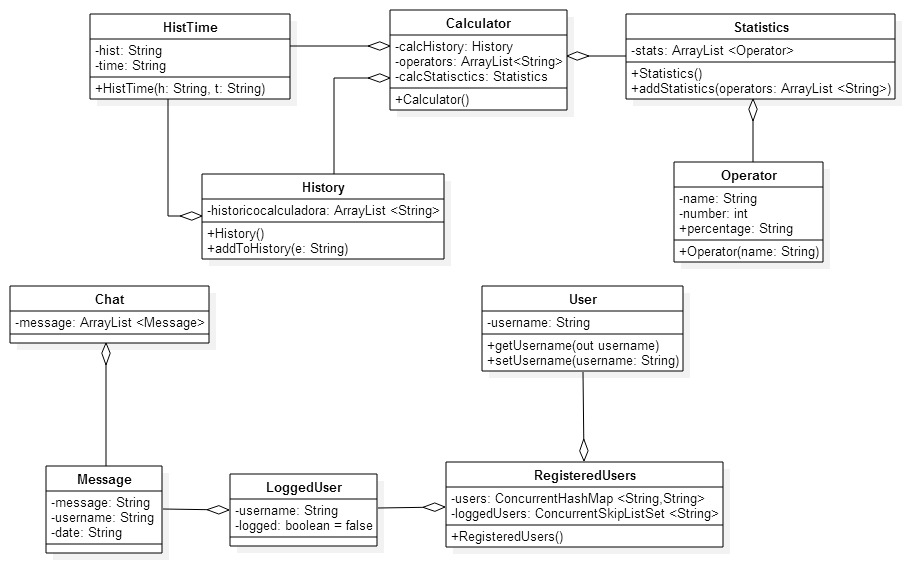 HistTime
-hist: String
-time: String
+HistTime(h: String, t: String)
Calculator
-calcHistory: History
-operators: ArrayList<String>
-calcStatisctics: Statistics
+Calculator()
Statistics
-stats: ArrayList <Operator>
+Statistics()
+addStatistics(operators: ArrayList <String>)
Operator
-name: String
-number: int
+percentage: String
+Operator(name: String)
History
-historicocalculadora: ArrayList <String>
+History()
+addToHistory(e: String)
Chat
-message: ArrayList <Message>
User
-username: String
+getUsername(out username)
+setUsername(username: String)
Message
-message: String
-username: String
-date: String
LoggedUser
-username: String
-logged: boolean = false
RegisteredUsers
-users: ConcurrentHashMap <String,String>
-loggedUsers: ConcurrentSkipListSet <String>
+RegisteredUsers()